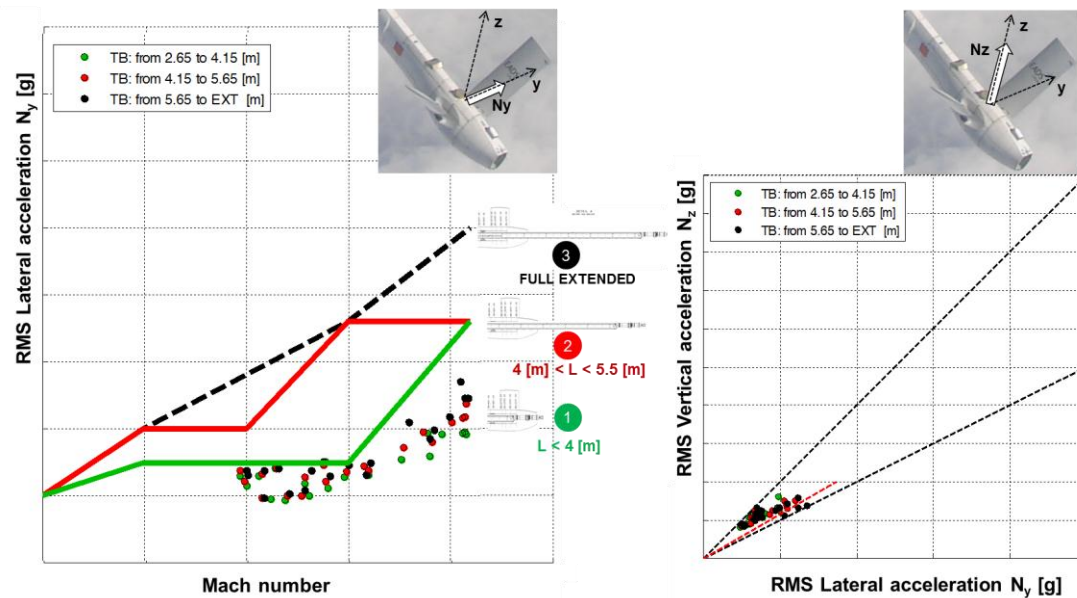 TB: from 2.65 to 4.15 [m]
TB: from 4.15 to 5.65 [m]
TB: from 5.65 to EXT [m]
RMS Lateral acceleration Ny [g]
Mach number
z
y
Ny
3
FULL EXTENDED
2
4 [m] < L < 5.5 [m]
1
L < 4 [m]
z
Nz
y
TB: from 2.65 to 4.15 [m]
TB: from 4.15 to 5.65 [m]
TB: from 5.65 to EXT [m]
RMS Vertical acceleration Nz [g]
RMS Lateral acceleration Ny [g]